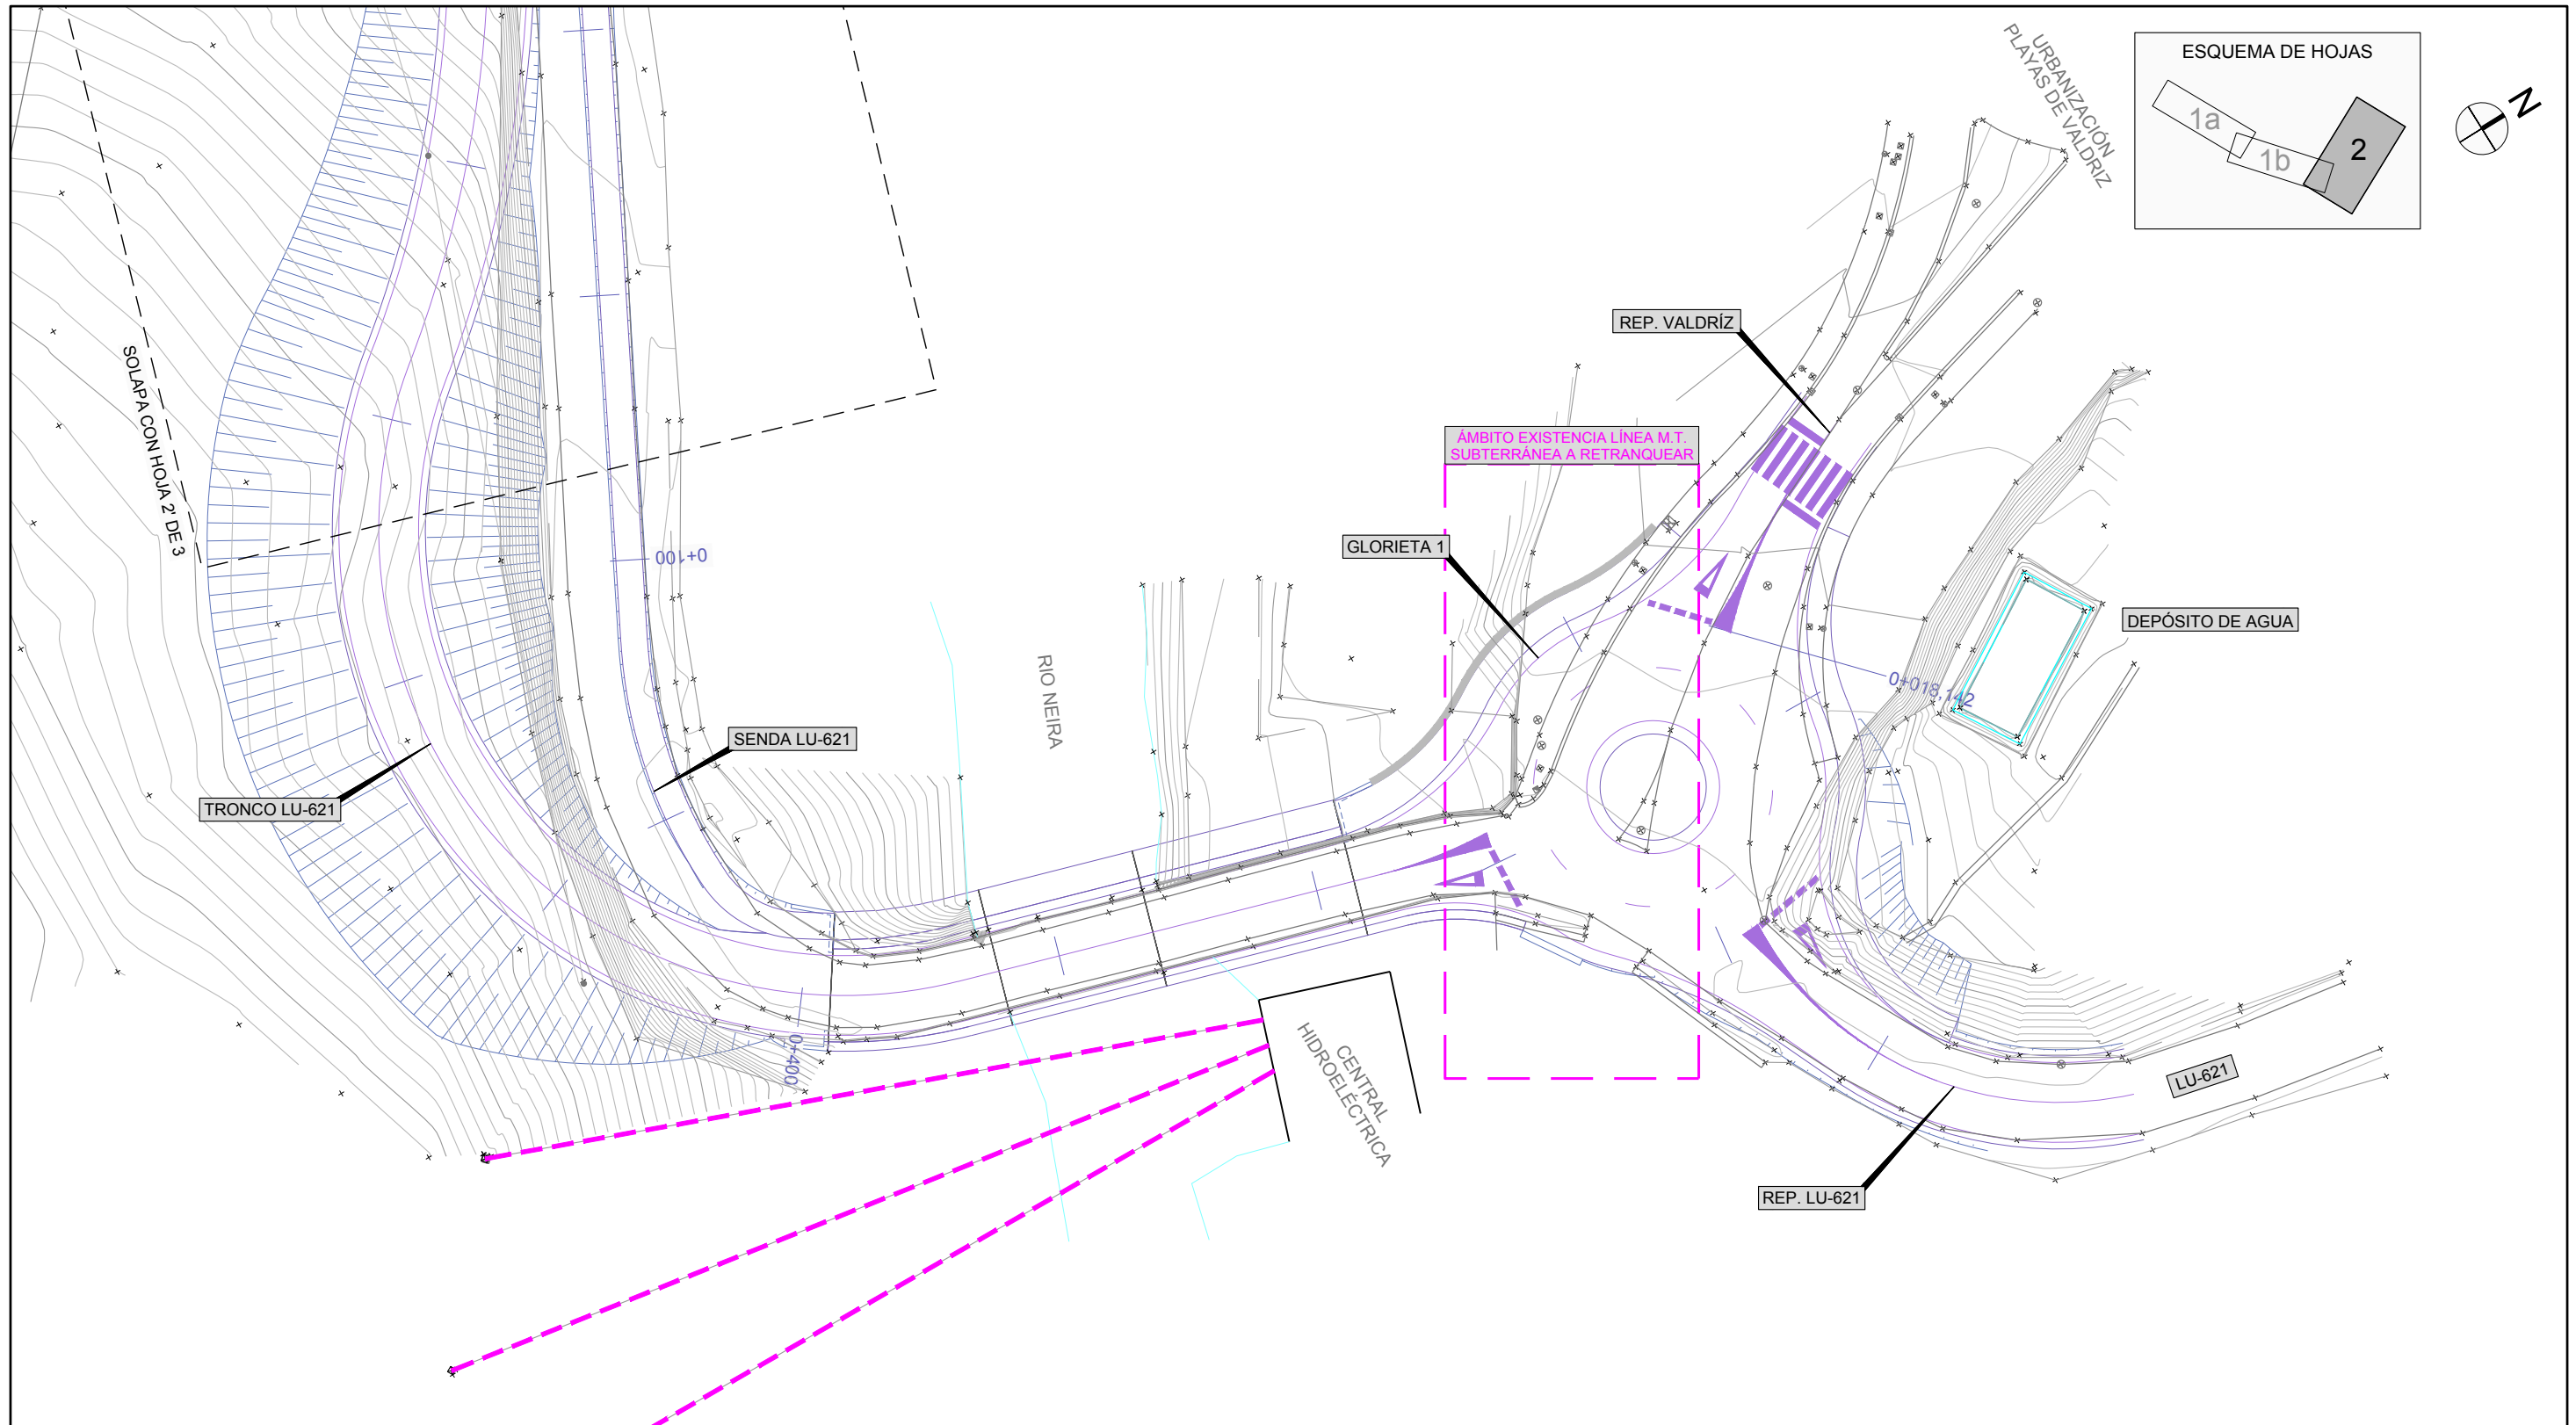 URBANIZACIÓN
PLAYAS DE VALDRIZ
ESQUEMA DE HOJAS
1a
1b
2
N
REP. VALDRÍZ
SOLAPA CON HOJA 2' DE 3
ÁMBITO EXISTENCIA LÍNEA M.T.
SUBTERRÁNEA A RETRANQUEAR
GLORIETA 1
0+100
DEPÓSITO DE AGUA
RIO NEIRA
0+018,142
SENDA LU-621
TRONCO LU-621
0+400
CENTRAL
HIDROELÉCTRICA
LU-621
REP. LU-621